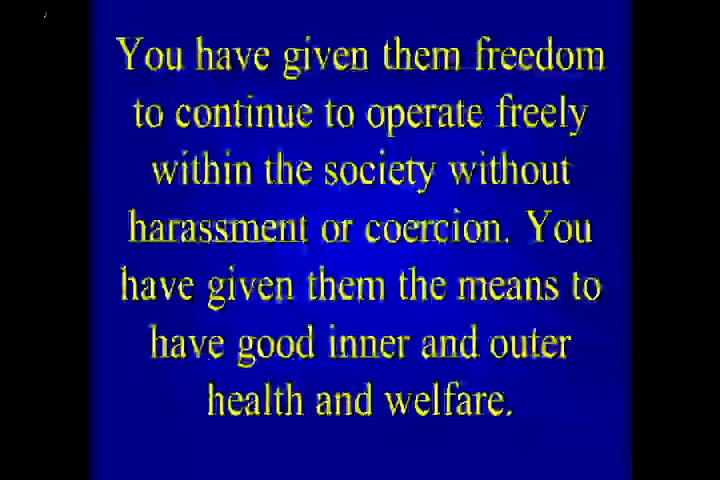 You have given them freedom
to continue to operate freely
within the society without
harassment or coercion. You
have given them the means to
have good inner and outer
health and welfare.